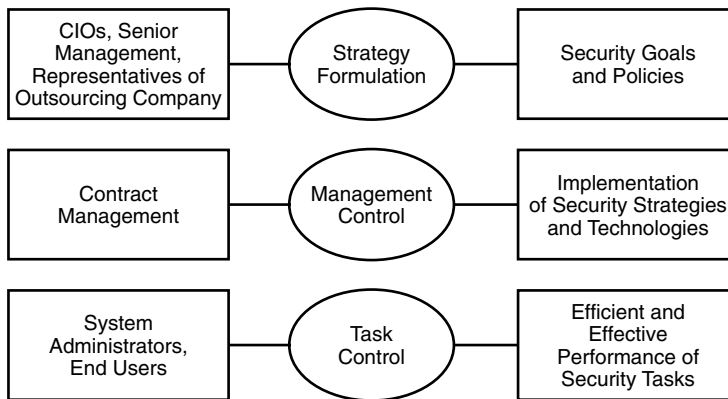 CIOs, Senior
Management,
Representatives of
Outsourcing Company
Strategy
Formulation
Security Goals
and Policies
Contract
Management
Management
Control
Implementation
of Security Strategies
and Technologies
System
Administrators,
End Users
Task
Control
Efficient and
Effective
Performance of
Security Tasks